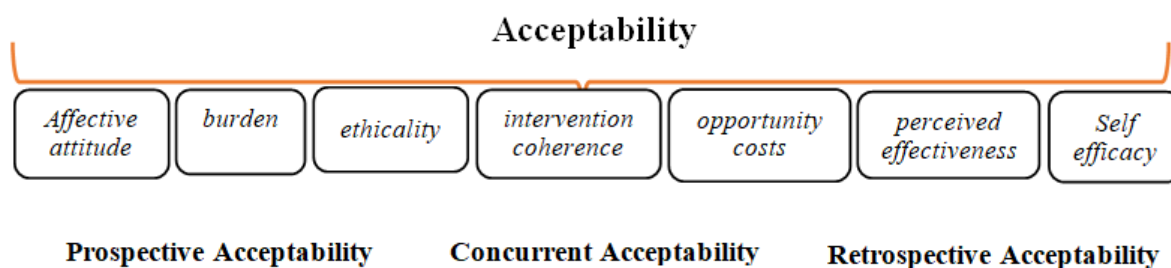 Acceptability
Affective
attitude
burden
ethicality
intervention
coherence
opportunity
costs
perceived
effectiveness
Self
efficacy
Prospective Acceptability
Concurrent Acceptability
Retrospective Acceptability